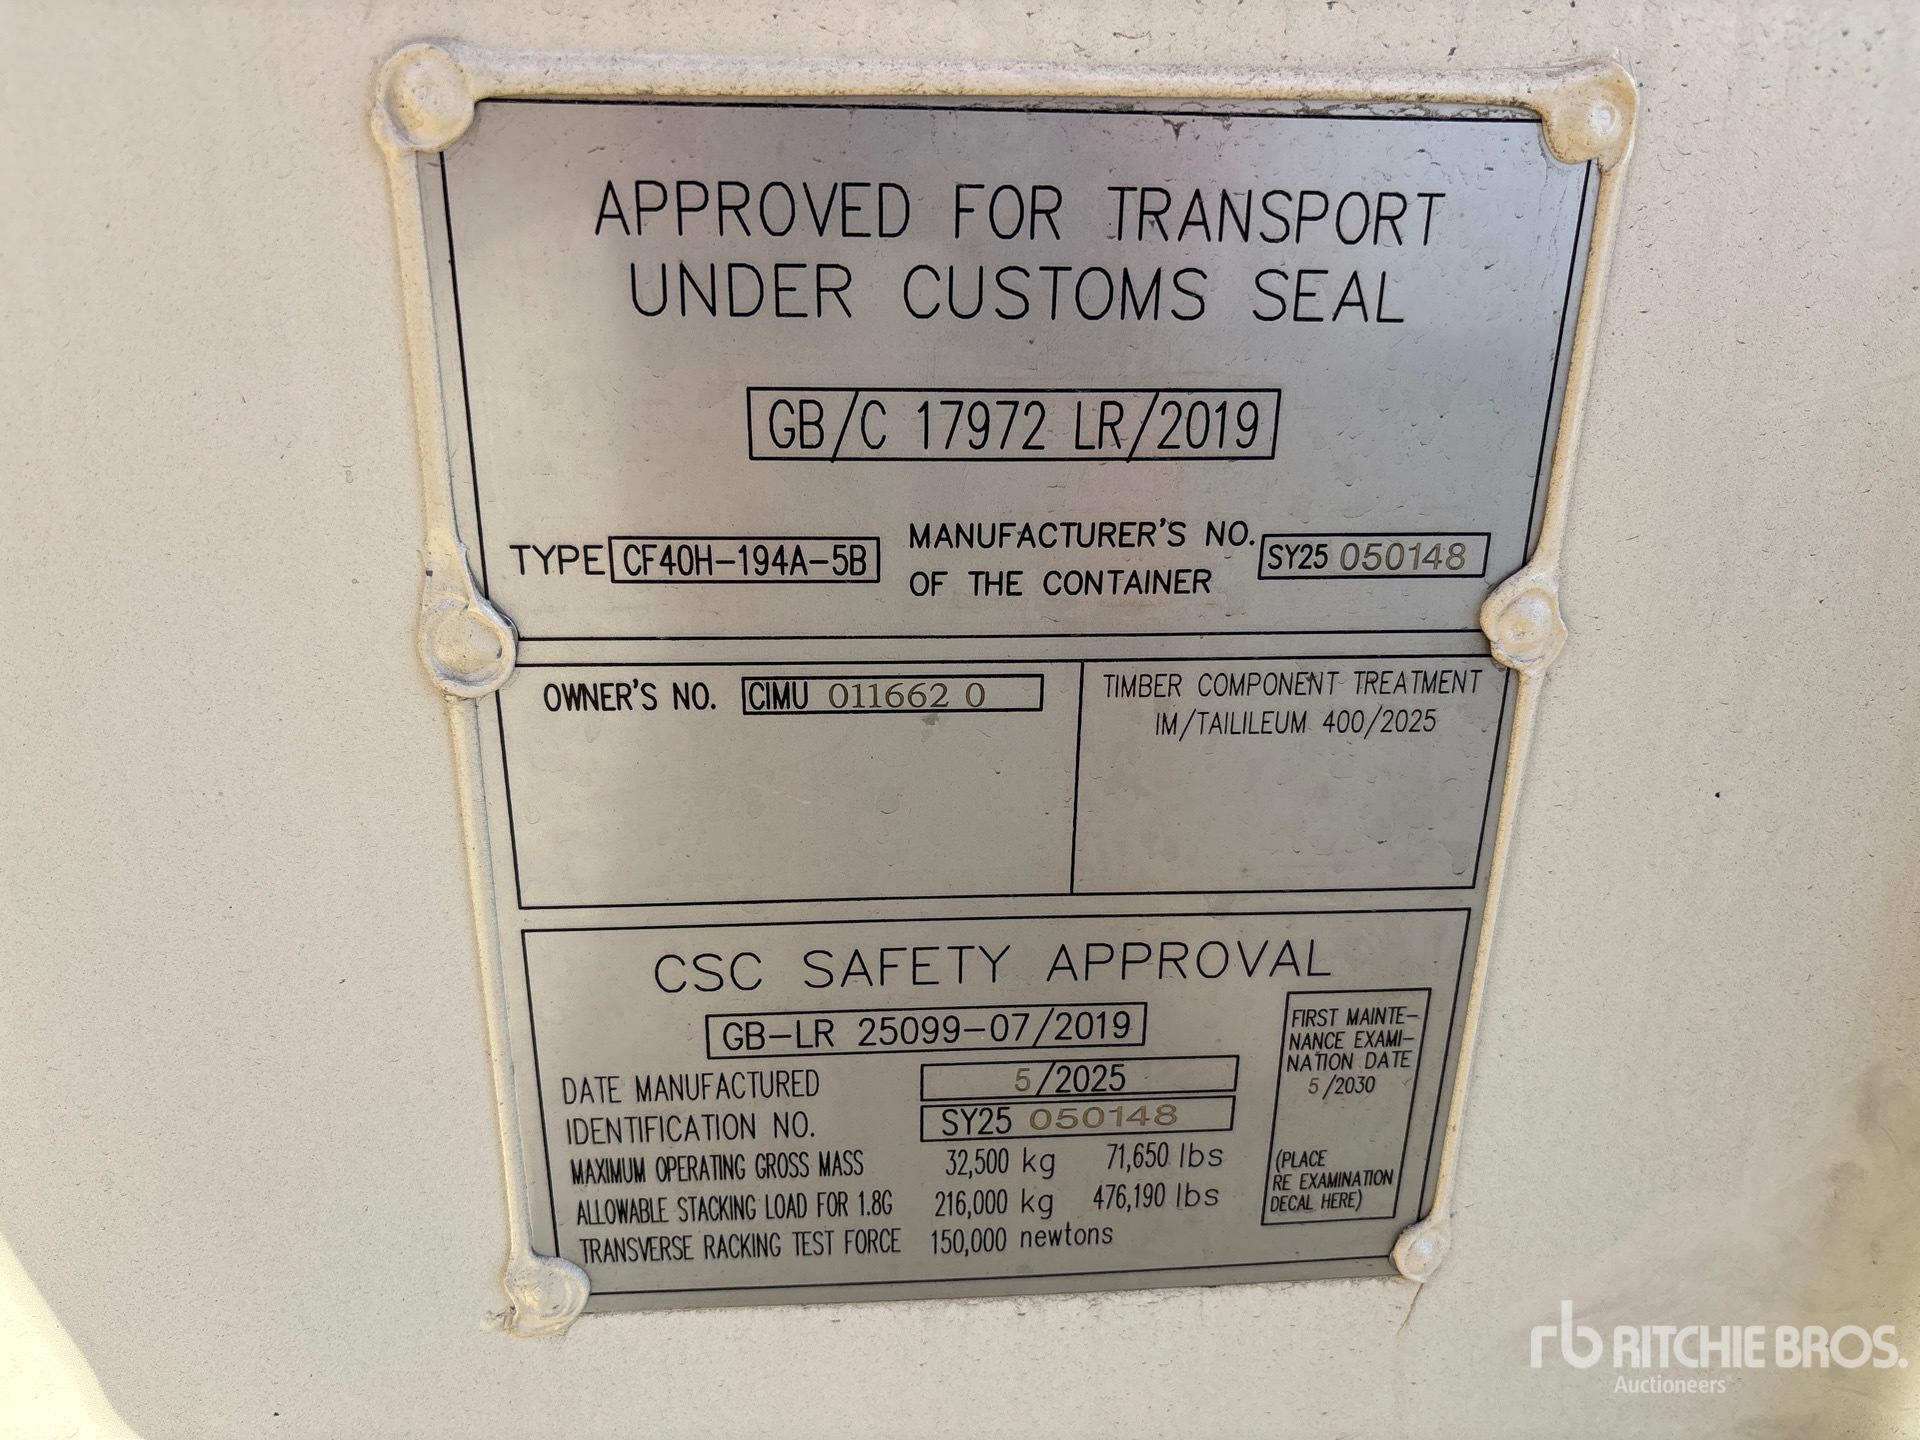 APPROVED FOR TRANSPORT
UNDER CUSTOMS SEAL
GB/C 17972 LR/2019
TYPE CF40H-194A-5B
MANUFACTURER'S NO.
OF THE CONTAINER
SY25 050148
OWNER'S NO. CIMU 011662 0
TIMBER COMPONENT TREATMENT
IM/TAILILEUM 400/2025
CSC SAFETY APPROVAL
GB-LR 25099-07/2019
DATE MANUFACTURED 5/2025
IDENTIFICATION NO. SY25 050148
MAXIMUM OPERATING GROSS MASS 32,500 kg 71,650 lbs
ALLOWABLE STACKING LOAD FOR 1.8G 216,000 kg 476,190 lbs
TRANSVERSE RACKING TEST FORCE 150,000 newtons
FIRST MAINTE-
NANCE EXAMI-
NATION DATE
5/2030
(PLACE
RE EXAMINATION
DECAL HERE)
rb RITCHIE BROS.
Auctioneers